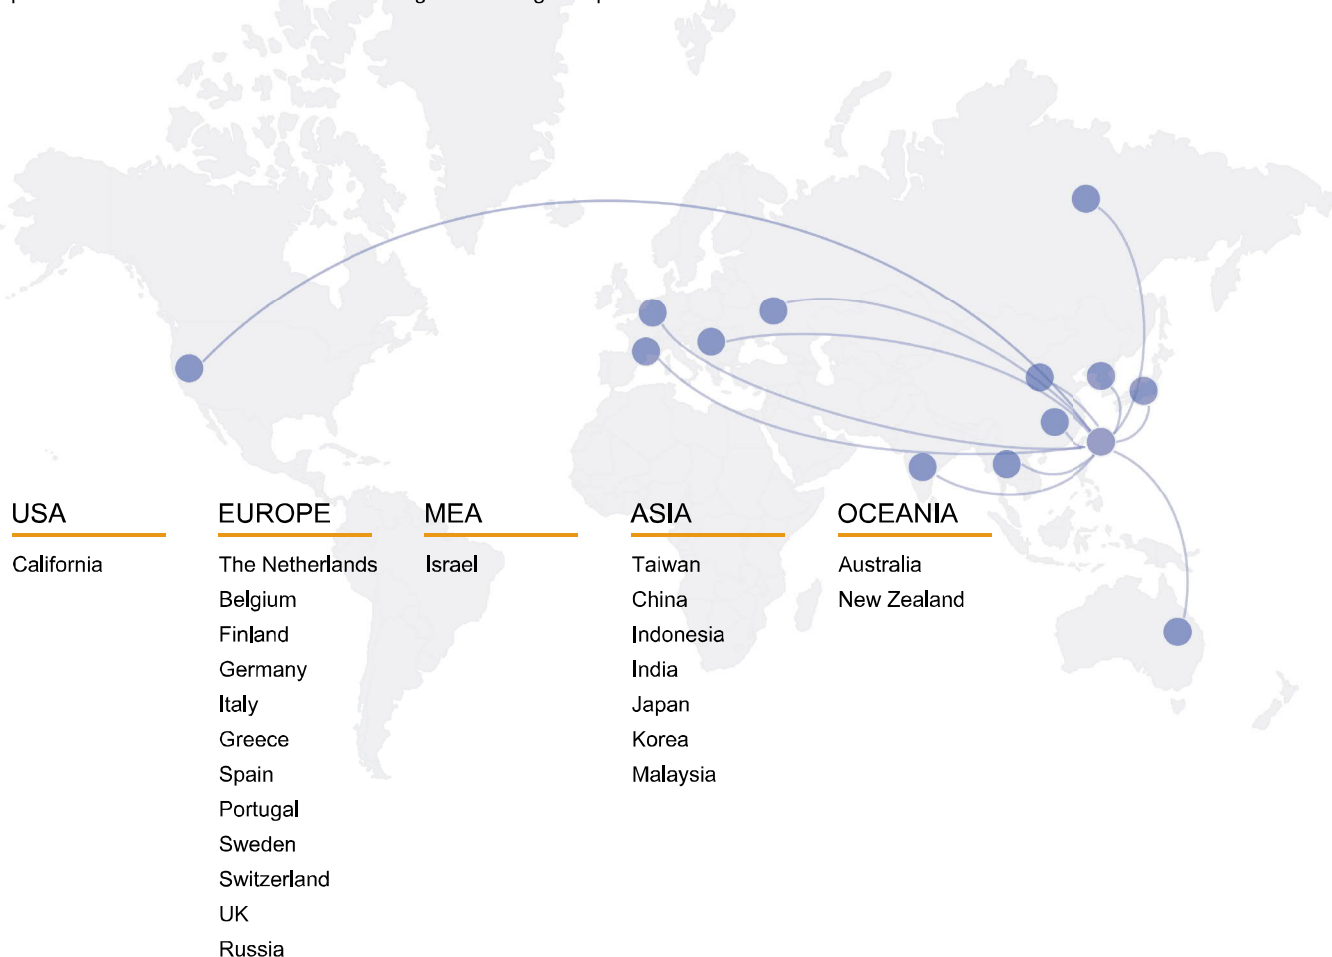 USA
California
EUROPE
The Netherlands
Belgium
Finland
Germany
Italy
Greece
Spain
Portugal
Sweden
Switzerland
UK
Russia
MEA
Israel
ASIA
Taiwan
China
Indonesia
India
Japan
Korea
Malaysia
OCEANIA
Australia
New Zealand